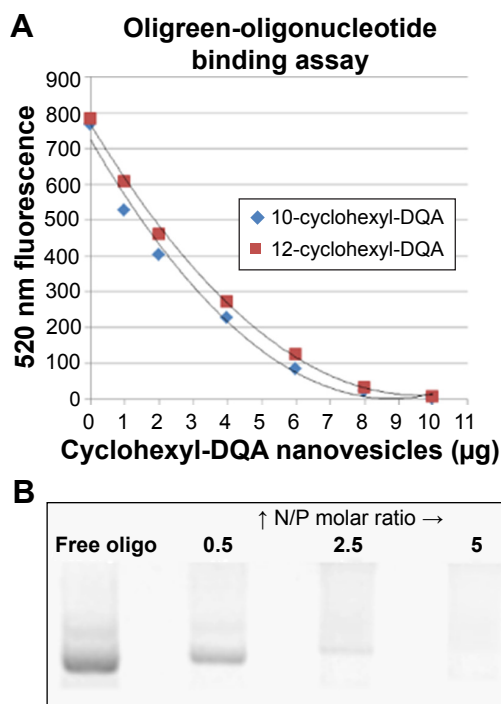 A
Oligreen-oligonucleotide
binding assay
900
800
700
600
500
400
300
200
100
0
520 nm fluorescence
10-cyclohexyl-DQA
12-cyclohexyl-DQA
0 1 2 3 4 5 6 7 8 9 10 11
Cyclohexyl-DQA nanovesicles (µg)
B
↑ N/P molar ratio →
Free oligo 0.5 2.5 5